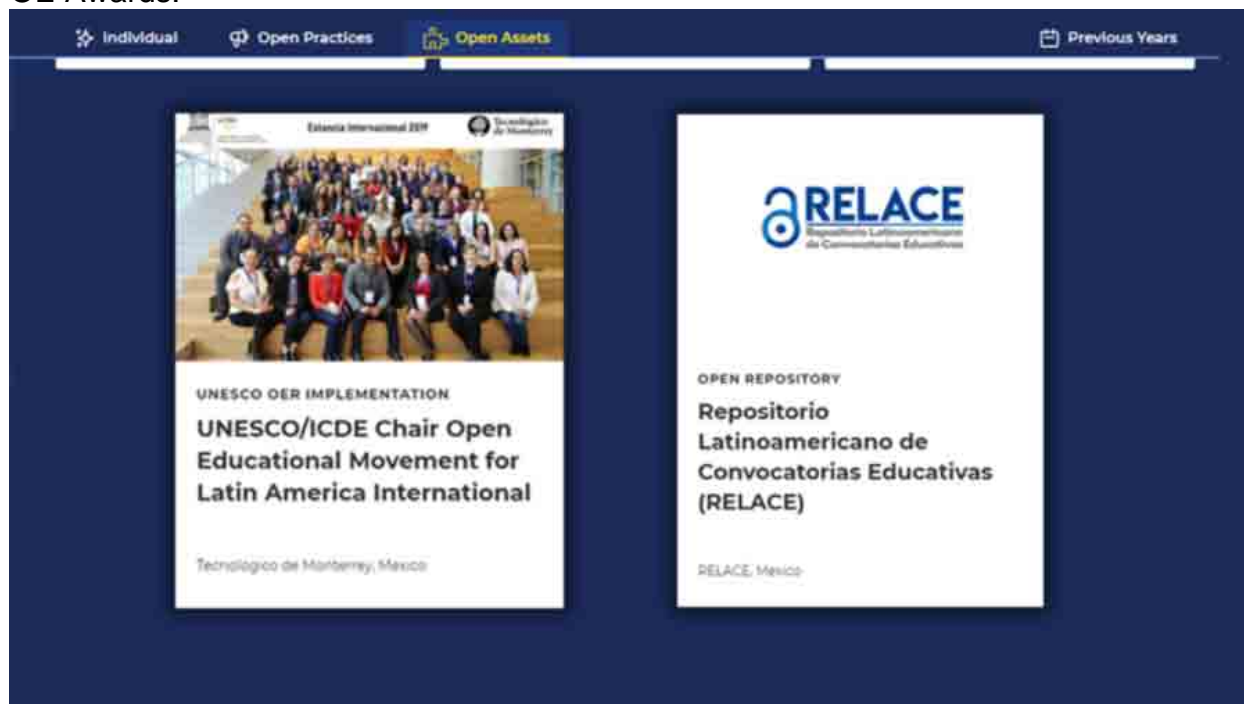 OE Awards.
Individual
Open Practices
Open Assets
Previous Years
Estancia Internacional 2019
Tecnológico
de Monterrey
UNESCO OER IMPLEMENTATION
UNESCO/ICDE Chair Open
Educational Movement for
Latin America International
Tecnologico de Monterrey, Mexico
RELACE
Repositorio Latinoamericano
de Convocatorias Educativas
OPEN REPOSITORY
Repositorio
Latinoamericano de
Convocatorias Educativas
(RELACE)
RELACE, Mexico